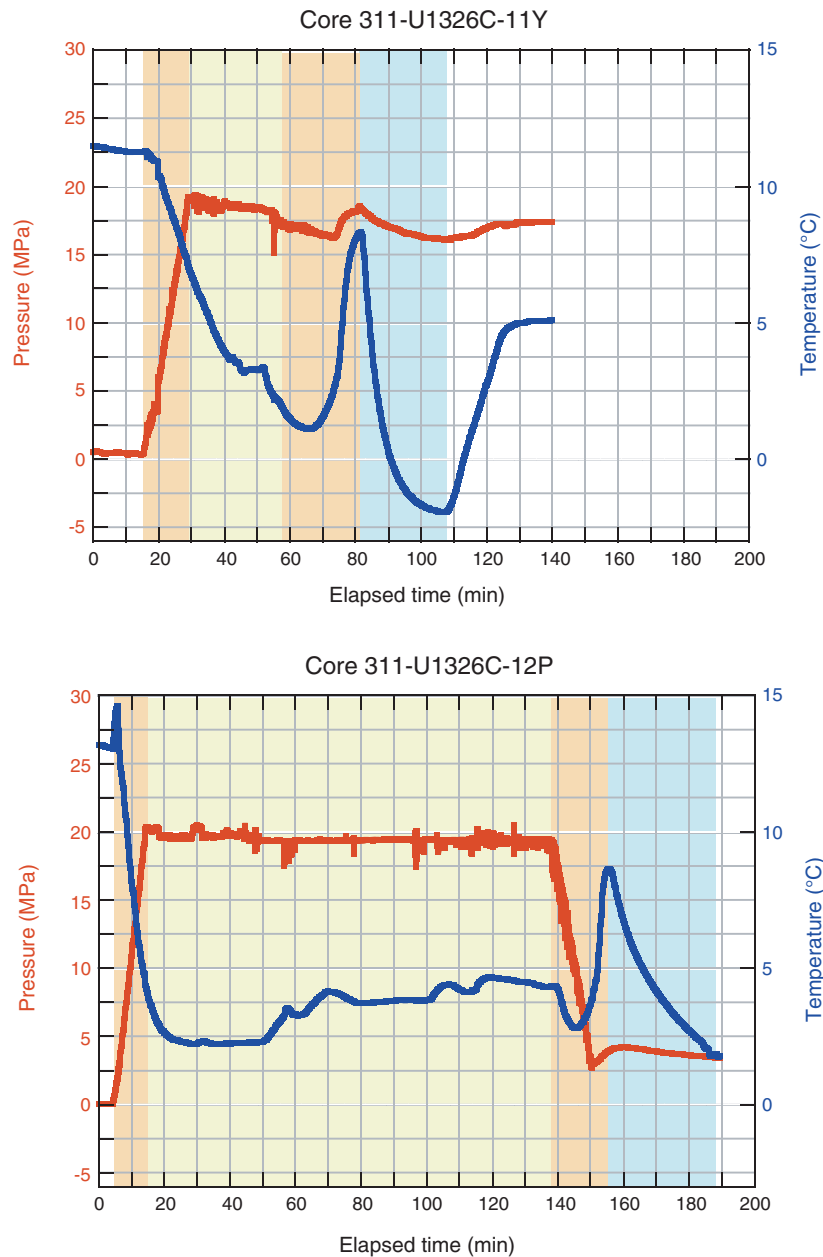 Core 311-U1326C-11Y
30
25
20
15
10
5
0
-5
Pressure (MPa)
15
10
5
0
Temperature (°C)
0 20 40 60 80 100 120 140 160 180 200
Elapsed time (min)
Core 311-U1326C-12P
30
25
20
15
10
5
0
-5
Pressure (MPa)
15
10
5
0
Temperature (°C)
0 20 40 60 80 100 120 140 160 180 200
Elapsed time (min)